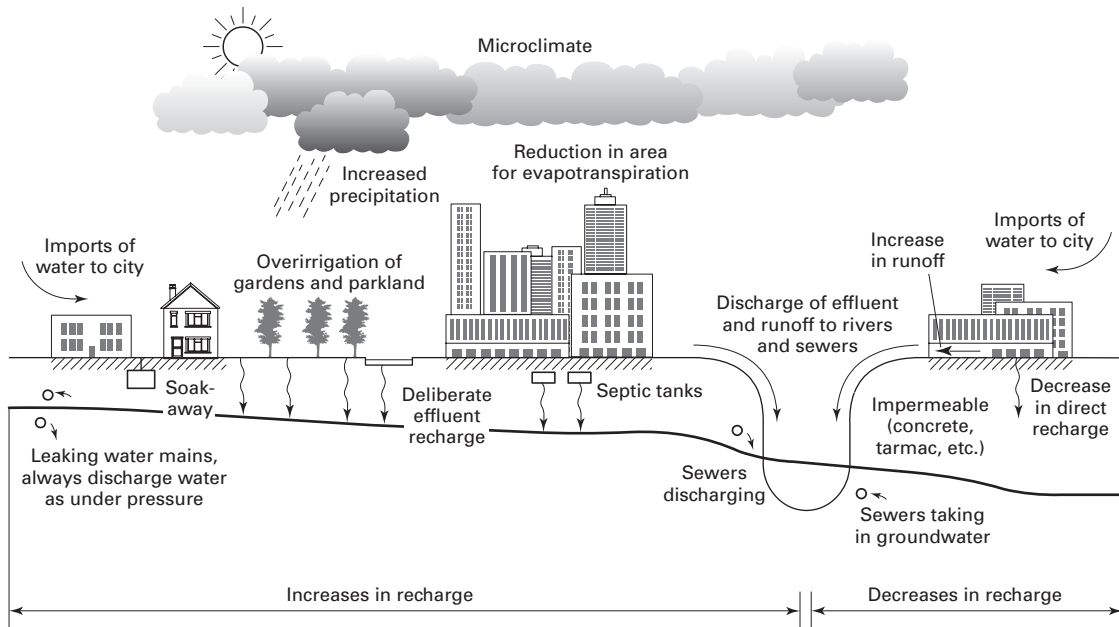 Microclimate
Increased
precipitation
Reduction in area
for evapotranspiration
Imports of
water to city
Overirrigation of
gardens and parkland
Increase
in runoff
Imports of
water to city
Discharge of effluent
and runoff to rivers
and sewers
Soak-
away
Deliberate
effluent
recharge
Septic tanks
Impermeable
(concrete,
tarmac, etc.)
Decrease
in direct
recharge
Leaking water mains,
always discharge water
as under pressure
Sewers
discharging
Sewers taking
in groundwater
Increases in recharge
Decreases in recharge